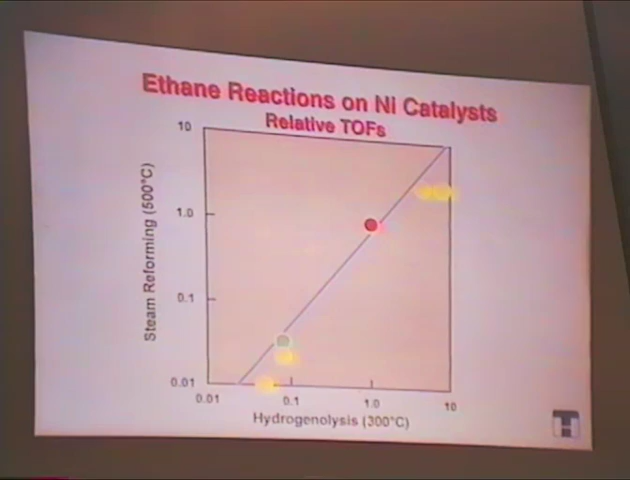 Ethane Reactions on Ni Catalysts
Relative TOFs
10
1.0
0.1
0.01
Steam Reforming (500°C)
0.01
0.1
1.0
10
Hydrogenolysis (300°C)